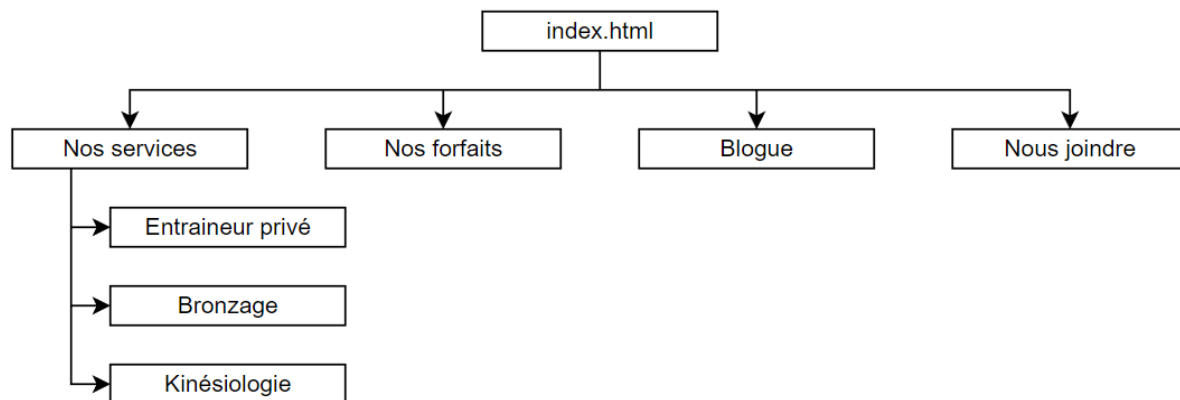 index.html
Nos services
Nos forfaits
Blogue
Nous joindre
Entraineur privé
Bronzage
Kinésiologie